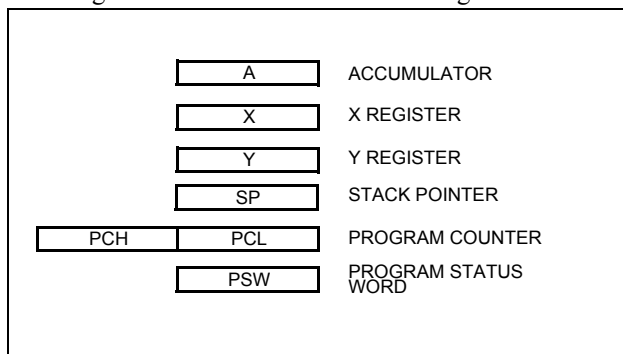 A ACCUMULATOR
X X REGISTER
Y Y REGISTER
SP STACK POINTER
PCH PCL PROGRAM COUNTER
PSW PROGRAM STATUS
WORD